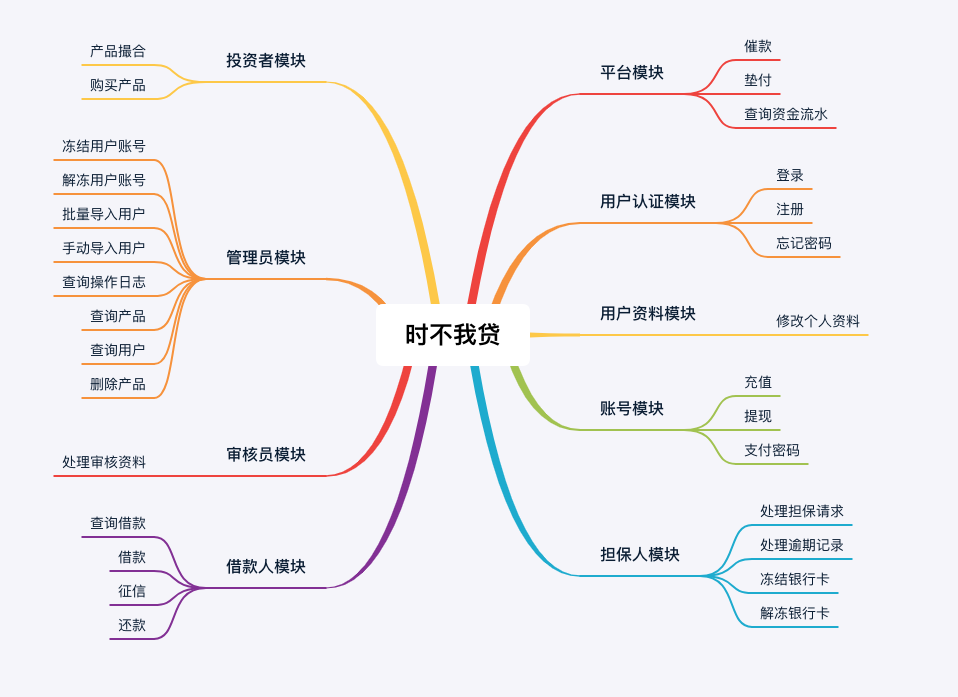 时不我贷
平台模块
催款
垫付
查询资金流水
用户认证模块
登录
注册
忘记密码
用户资料模块
修改个人资料
账号模块
充值
提现
支付密码
担保人模块
处理担保请求
处理逾期记录
冻结银行卡
解冻银行卡
投资者模块
产品撮合
购买产品
管理员模块
冻结用户账号
解冻用户账号
批量导入用户
手动导入用户
查询操作日志
查询产品
查询用户
删除产品
审核员模块
处理审核资料
借款人模块
查询借款
借款
征信
还款